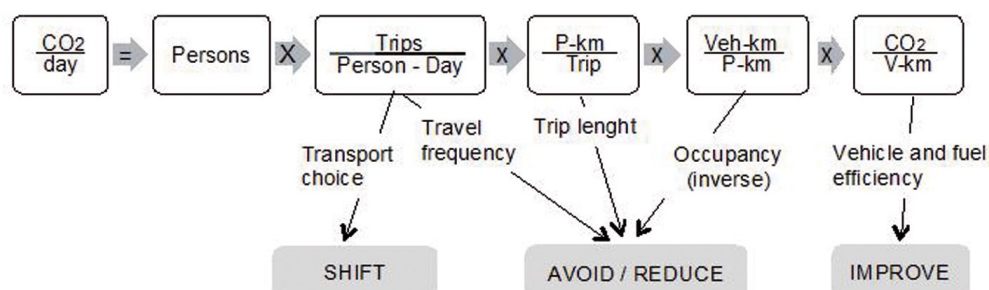 CO2
day
=
Persons
X
Trips
Person - Day
X
P-km
Trip
X
Veh-km
P-km
X
CO2
V-km
Transport
choice
Travel
frequency
Trip lenght
Occupancy
(inverse)
Vehicle and fuel
efficiency
SHIFT
AVOID / REDUCE
IMPROVE